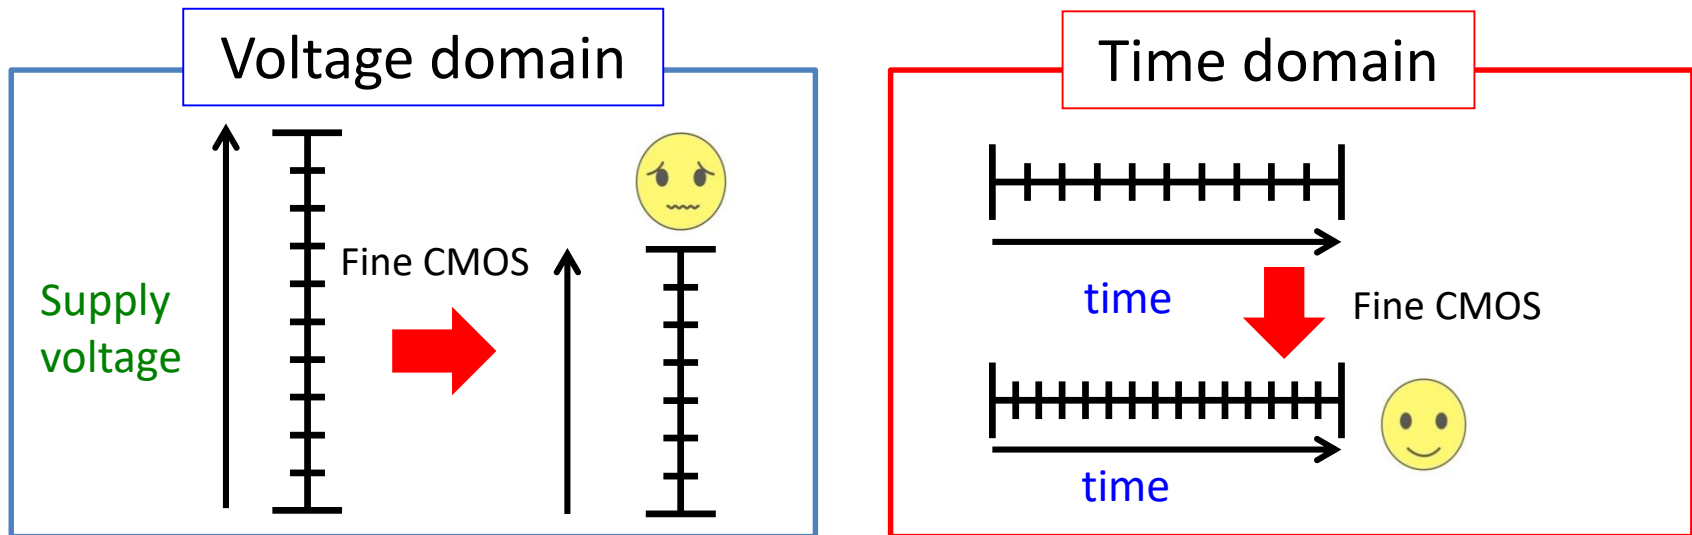 Voltage domain
Supply
voltage
Fine CMOS
Time domain
time
Fine CMOS
time